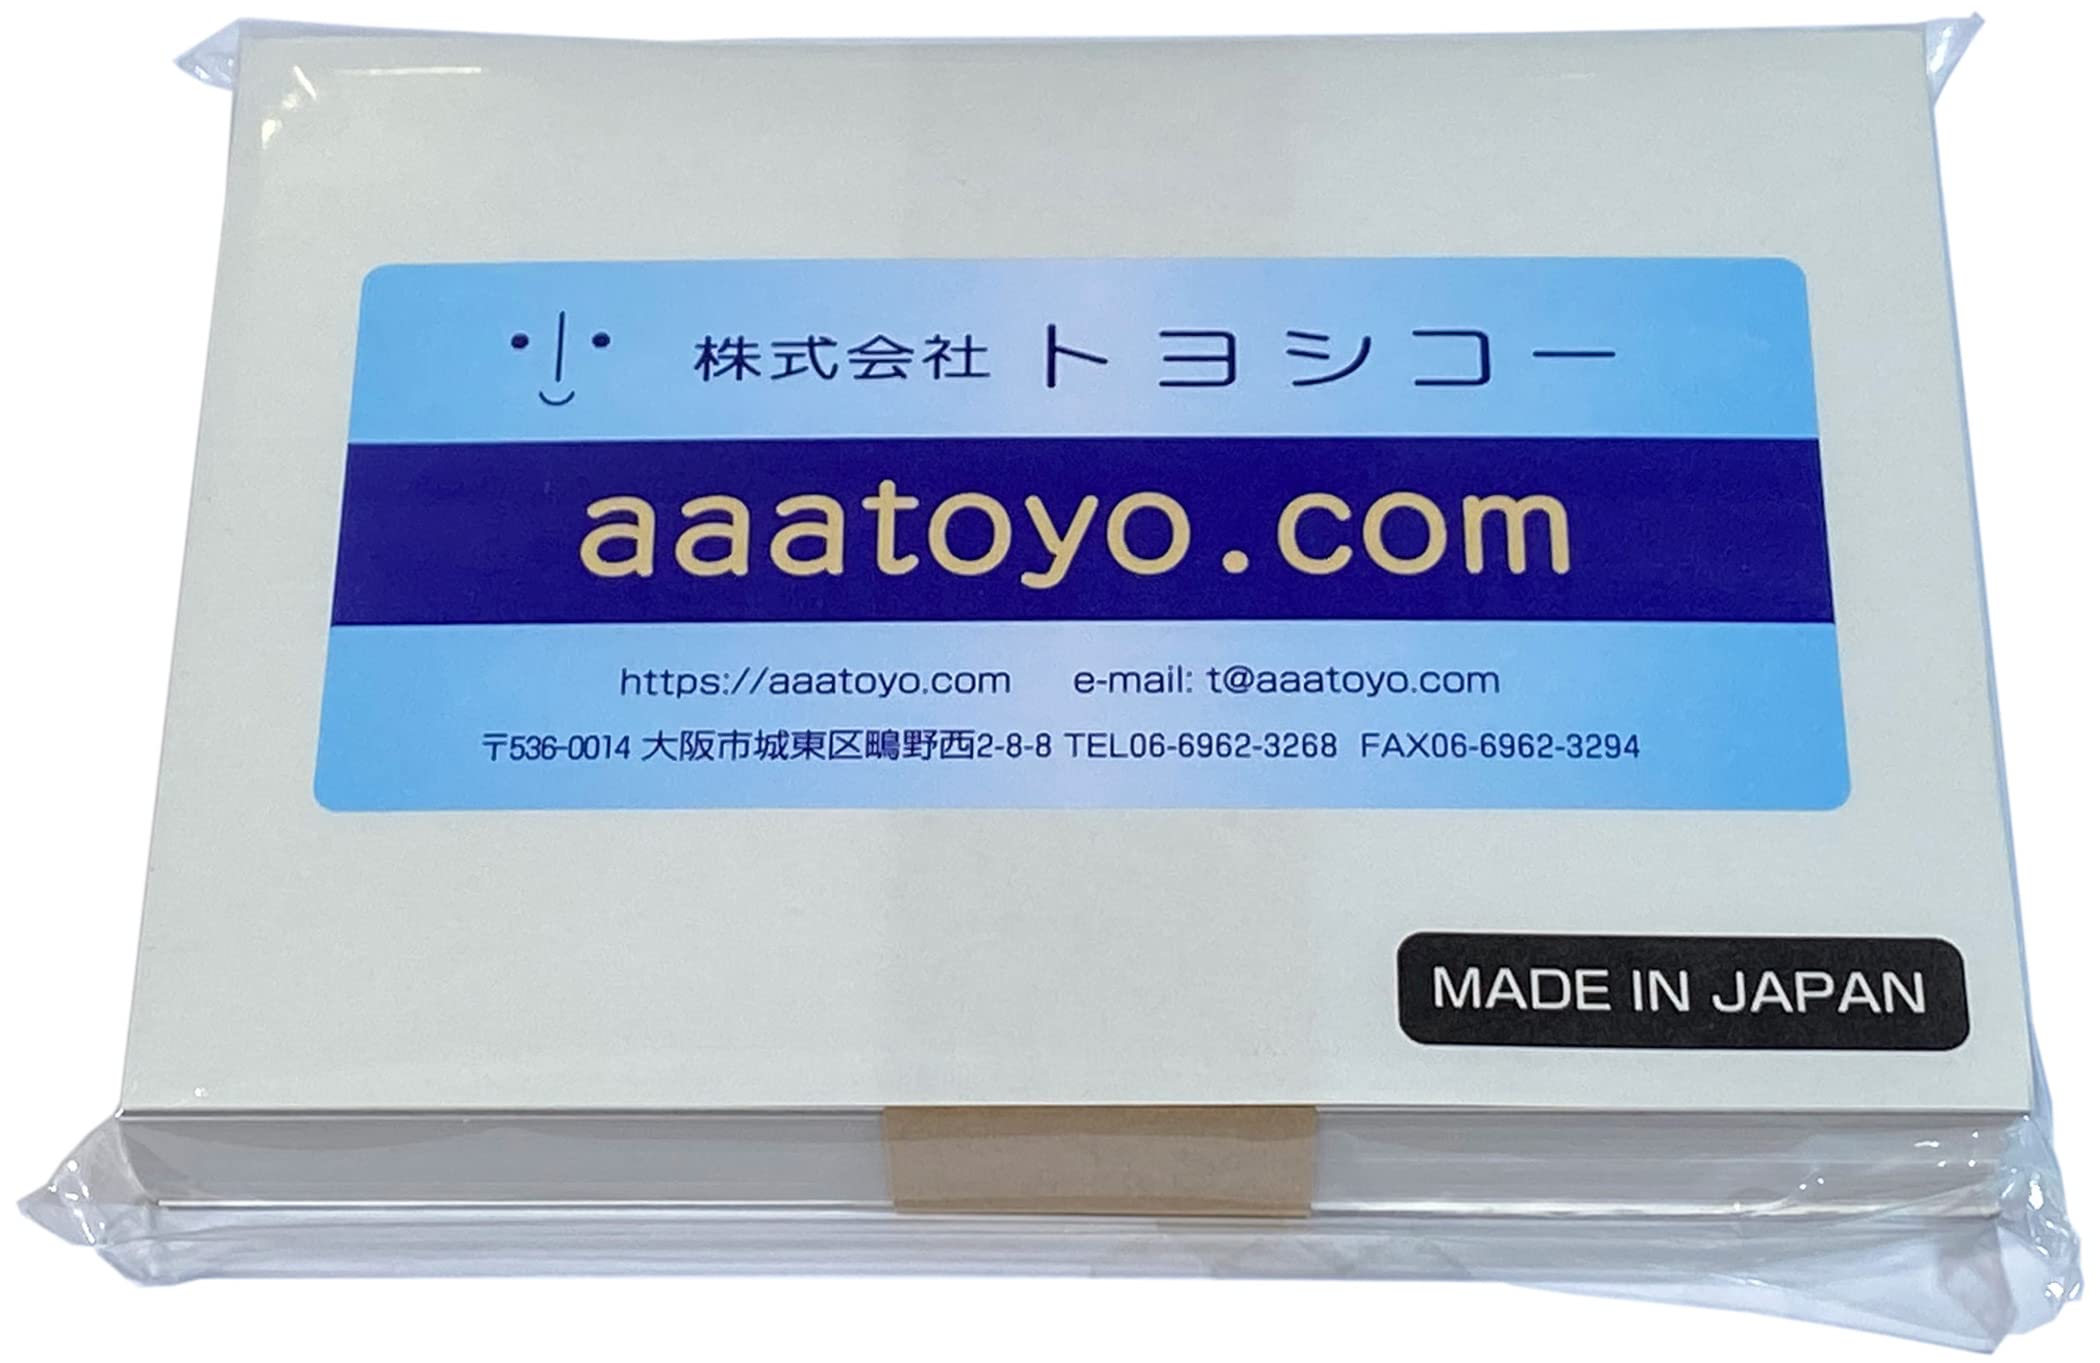 株式会社 トヨシコー
aaatoyo.com
https://aaatoyo.com e-mail: t@aaatoyo.com
〒536-0014 大阪市城東区鴫野西2-8-8 TEL06-6962-3268 FAX06-6962-3294
MADE IN JAPAN